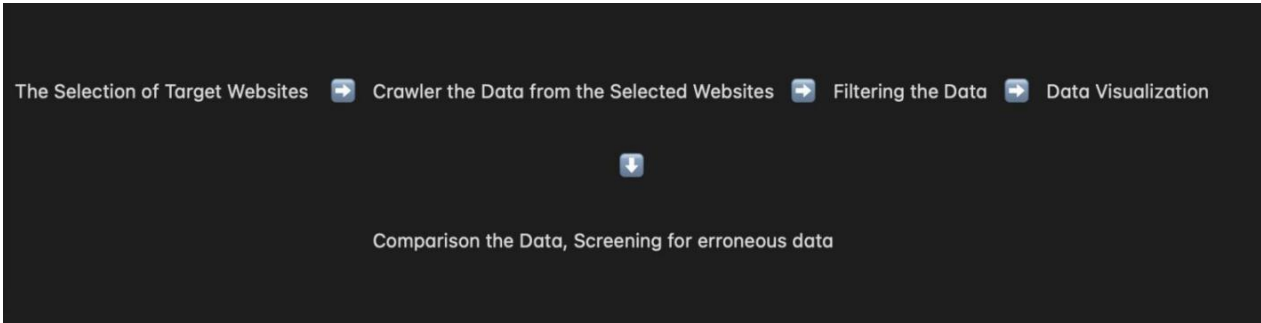 The Selection of Target Websites ➡️ Crawler the Data from the Selected Websites ➡️ Filtering the Data ➡️ Data Visualization
⬇️
Comparison the Data, Screening for erroneous data